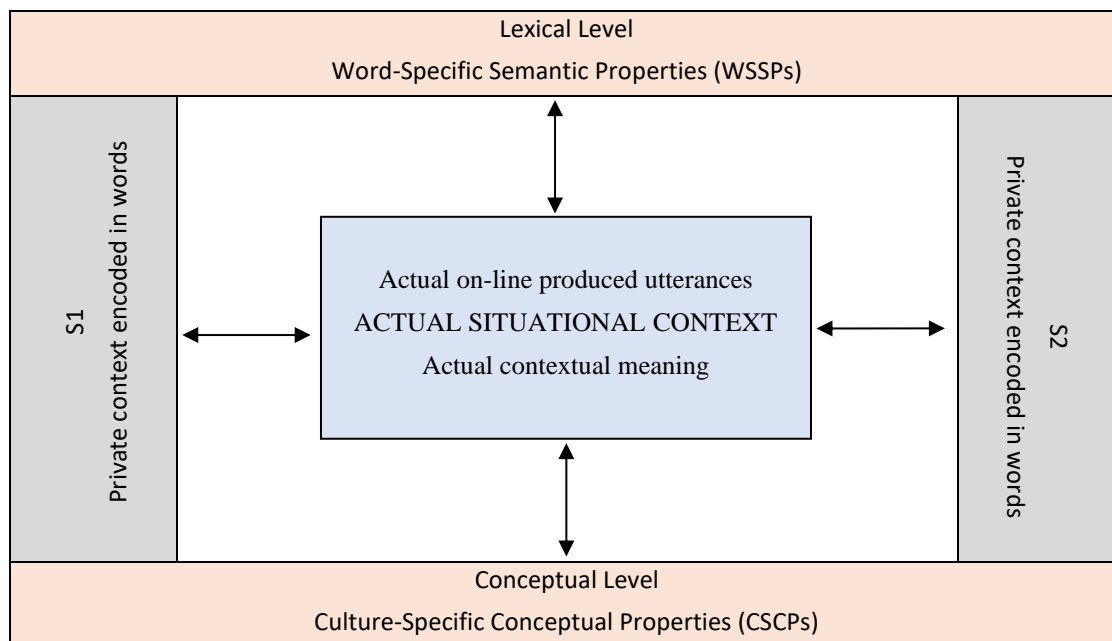 Lexical Level
Word-Specific Semantic Properties (WSSPs)
S1
Private context encoded in words
Actual on-line produced utterances
ACTUAL SITUATIONAL CONTEXT
Actual contextual meaning
S2
Private context encoded in words
Conceptual Level
Culture-Specific Conceptual Properties (CSCPs)